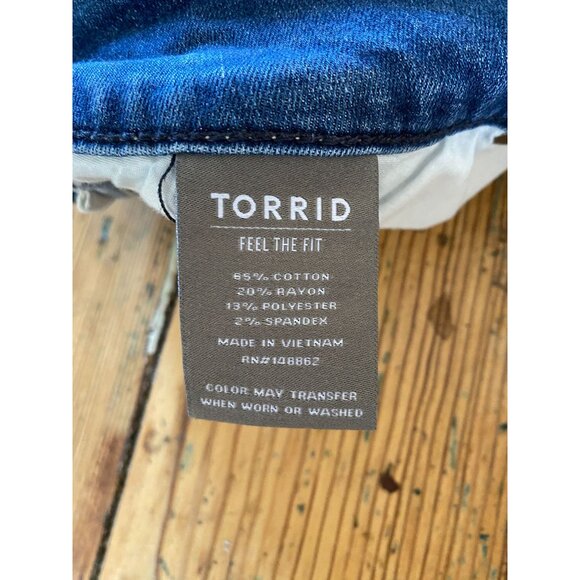 TORRID
FEEL THE FIT
65% COTTON
20% RAYON
13% POLYESTER
2% SPANDEX
MADE IN VIETNAM
RN#148862
COLOR MAY TRANSFER
WHEN WORN OR WASHED